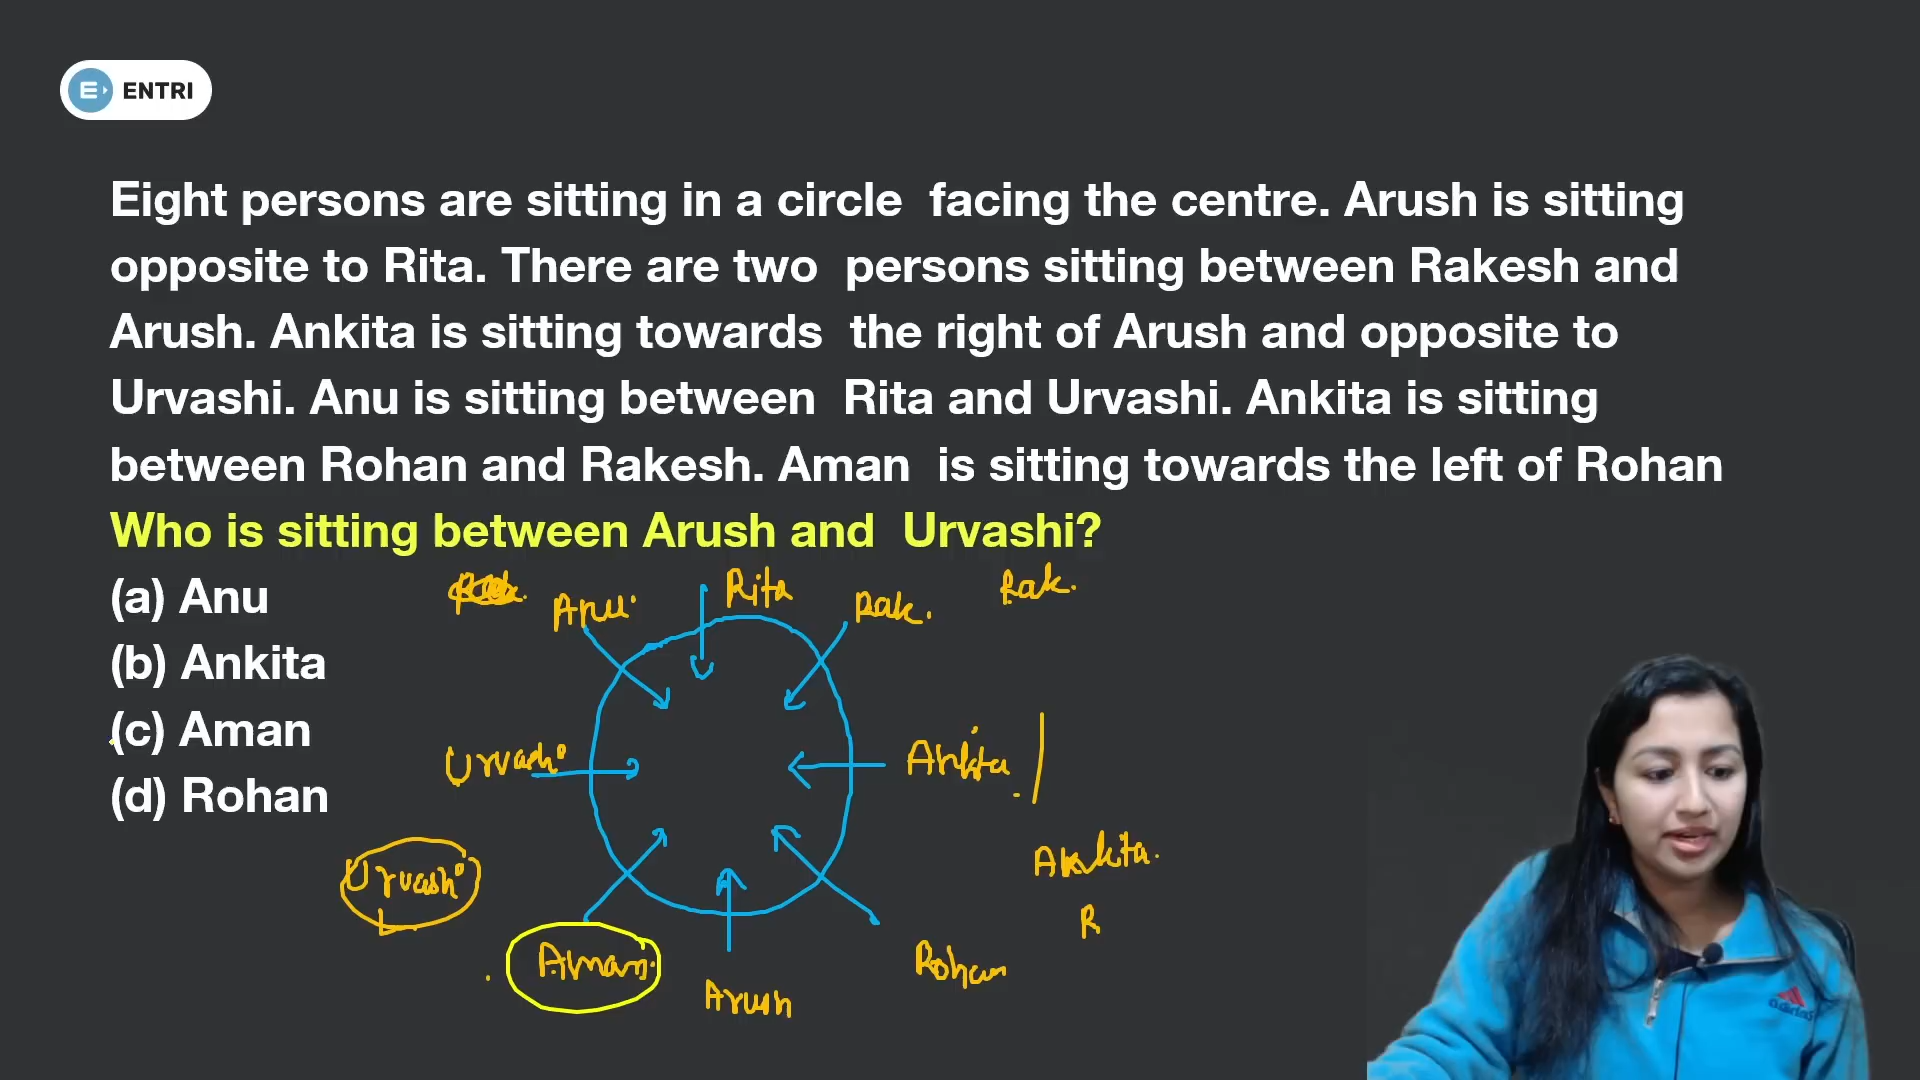 ENTRI
Eight persons are sitting in a circle facing the centre. Arush is sitting
opposite to Rita. There are two persons sitting between Rakesh and
Arush. Ankita is sitting towards the right of Arush and opposite to
Urvashi. Anu is sitting between Rita and Urvashi. Ankita is sitting
between Rohan and Rakesh. Aman is sitting towards the left of Rohan
Who is sitting between Arush and Urvashi?
(a) Anu
(b) Ankita
(c) Aman
(d) Rohan
Anu.
Rita
Rak.
Rak.
Urvashi
Ankita
Urvashi
Ankita.
R
Aman.
Arush
Rohan
adidas